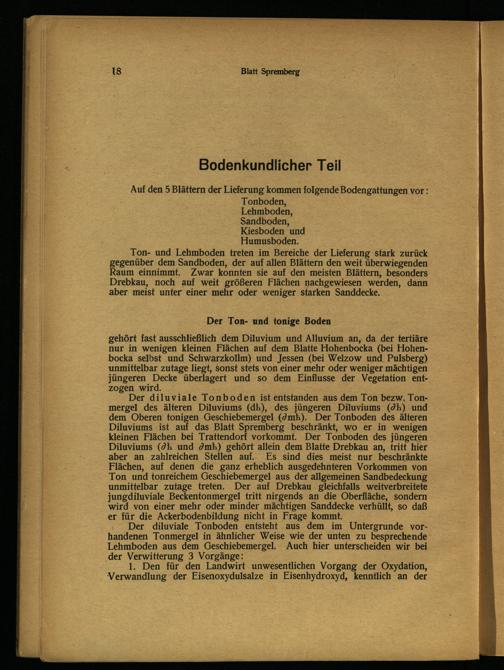 18
Blatt Spremberg
Bodenkundlicher Teil
Auf den 5 Blättern der Lieferung kommen folgende Bodengattungen vor:
Tonboden,
Lehmboden,
Sandboden,
Kiesboden und
Humusboden.
Ton- und Lehmboden treten im Bereiche der Lieferung stark zurück
gegenüber dem Sandboden, der auf allen Blättern den weit überwiegenden
Raum einnimmt. Zwar konnten sie auf den meisten Blättern, besonders
Drebkau, noch auf weit größeren Flächen nachgewiesen werden, dann
aber meist unter einer mehr oder weniger starken Sanddecke.
Der Ton- und tonige Boden
gehört fast ausschließlich dem Diluvium und Alluvium an, da der tertiäre
nur in wenigen kleinen Flächen auf dem Blatte Hohenbocka (bei Hohen-
bocka selbst und Schwarzkollm) und Jessen (bei Welzow und Pulsberg)
unmittelbar zutage liegt, sonst stets von einer mehr oder weniger mächtigen
jüngeren Decke überlagert und so dem Einflusse der Vegetation ent-
zogen wird.
Der diluviale Tonboden ist entstanden aus dem Ton bezw. Ton-
mergel des älteren Diluviums (dh), des jüngeren Diluviums (∂h) und
dem Oberen tonigen Geschiebemergel (∂mh). Der Tonboden des älteren
Diluviums ist auf das Blatt Spremberg beschränkt, wo er in wenigen
kleinen Flächen bei Trattendorf vorkommt. Der Tonboden des jüngeren
Diluviums (∂h und ∂mh) gehört allein dem Blatte Drebkau an, tritt hier
aber an zahlreichen Stellen auf. Es sind dies meist nur beschränkte
Flächen, auf denen die ganz erheblich ausgedehnteren Vorkommen von
Ton und tonreichem Geschiebemergel aus der allgemeinen Sandbedeckung
unmittelbar zutage treten. Der auf Drebkau gleichfalls weitverbreitete
jungdiluviale Beckentonmergel tritt nirgends an die Oberfläche, sondern
wird von einer mehr oder minder mächtigen Sanddecke verhüllt, so daß
er für die Ackerbodenbildung nicht in Frage kommt.
Der diluviale Tonboden entsteht aus dem im Untergrunde vor-
handenen Tonmergel in ähnlicher Weise wie der unten zu besprechende
Lehmboden aus dem Geschiebemergel. Auch hier unterscheiden wir bei
der Verwitterung 3 Vorgänge:
1. Den für den Landwirt unwesentlichen Vorgang der Oxydation,
Verwandlung der Eisenoxydulsalze in Eisenhydroxyd, kenntlich an der